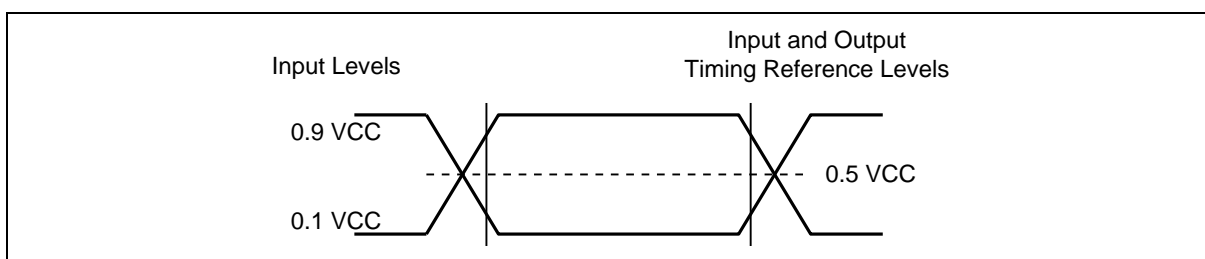 Input Levels
Input and Output
Timing Reference Levels
0.9 VCC
0.5 VCC
0.1 VCC